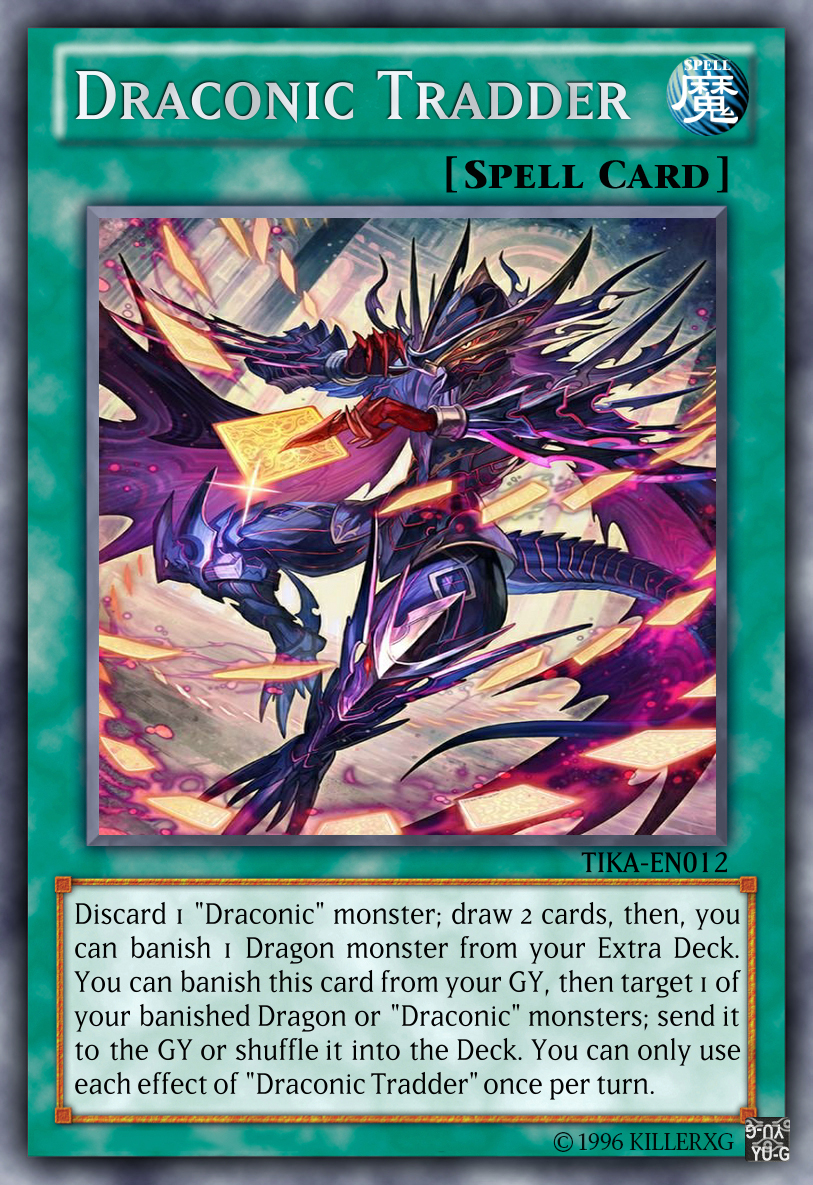 DRACONIC TRADDER
SPELL
魔
[SPELL CARD]
TIKA-EN012
Discard 1 "Draconic" monster; draw 2 cards, then, you
can banish 1 Dragon monster from your Extra Deck.
You can banish this card from your GY, then target 1 of
your banished Dragon or "Draconic" monsters; send it
to the GY or shuffle it into the Deck. You can only use
each effect of "Draconic Tradder" once per turn.
© 1996 KILLERXG
YU-G
YU-G